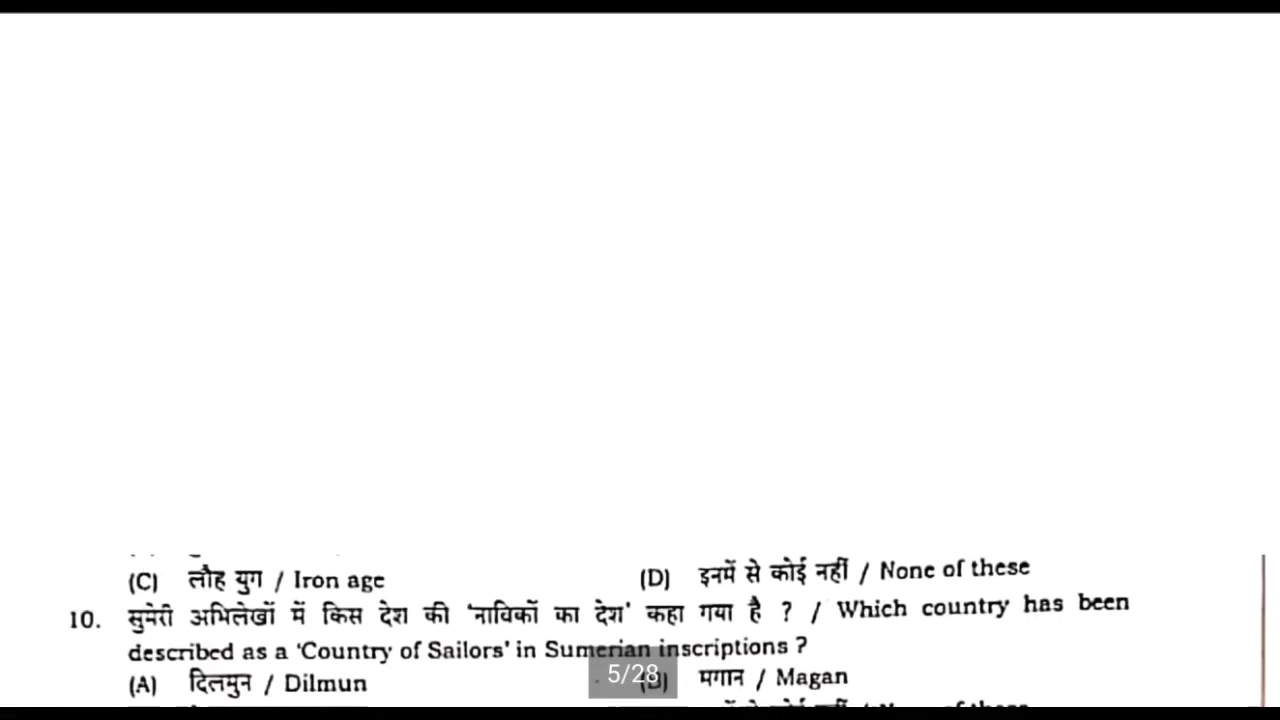 (C) लौह युग / Iron age (D) इनमें से कोई नहीं / None of these
10. सुमेरी अभिलेखों में किस देश की 'नाविकों का देश' कहा गया है ? / Which country has been
described as a 'Country of Sailors' in Sumerian inscriptions ?
(A) दिलमुन / Dilmun (B) मगान / Magan
5/28